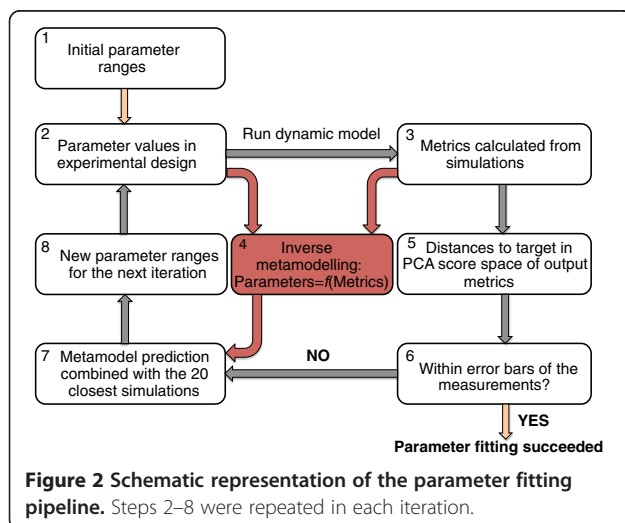 1
Initial parameter
ranges
2
Parameter values in
experimental design
Run dynamic model
3
Metrics calculated from
simulations
4
Inverse
metamodelling:
Parameters=f(Metrics)
5
Distances to target in
PCA score space of output
metrics
8
New parameter ranges
for the next iteration
7
Metamodel prediction
combined with the 20
closest simulations
NO
6
Within error bars of the
measurements?
YES
Parameter fitting succeeded
Figure 2 Schematic representation of the parameter fitting
pipeline. Steps 2–8 were repeated in each iteration.